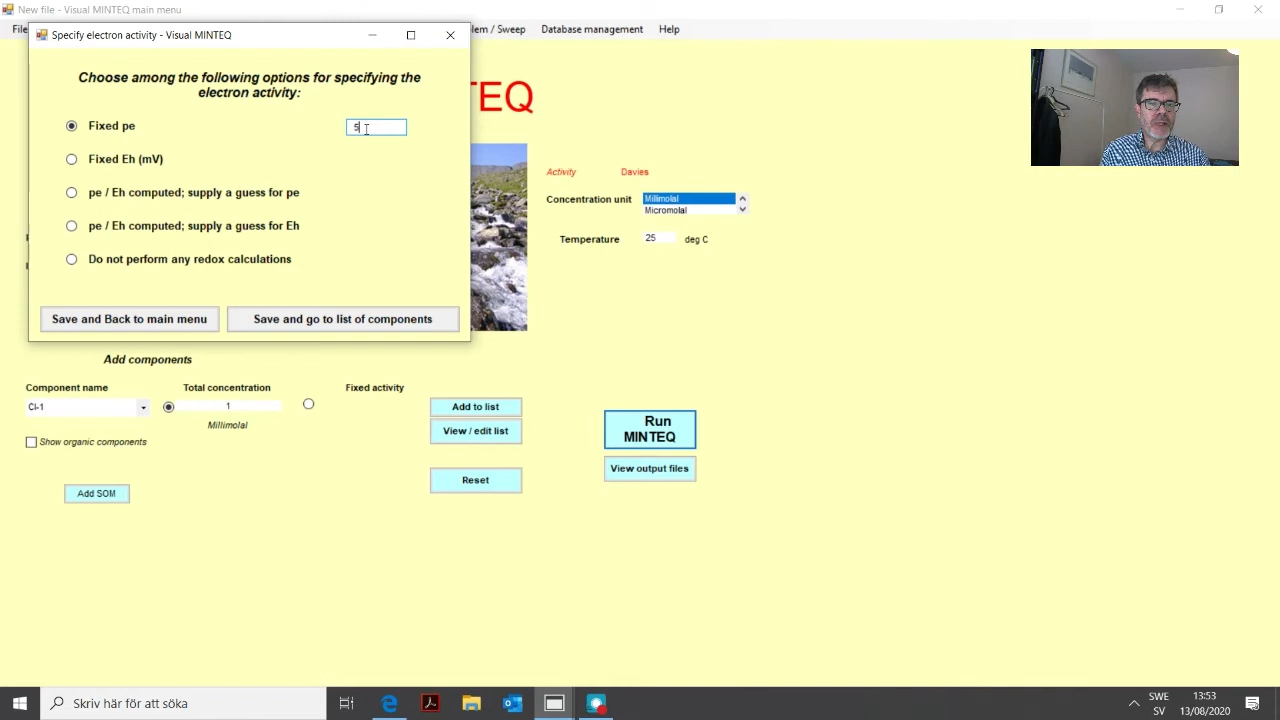 New file - Visual MINTEQ main menu
File
lem / Sweep
Database management
Help
Specify electron activity - Visual MINTEQ
Choose among the following options for specifying the
electron activity:
Fixed pe
5
Fixed Eh (mV)
pe / Eh computed; supply a guess for pe
pe / Eh computed; supply a guess for Eh
Do not perform any redox calculations
Save and Back to main menu
Save and go to list of components
TEQ
Activity
Davies
Concentration unit
Millimolal
Micromolal
Temperature
25
deg C
Add components
Component name
Total concentration
Fixed activity
Cl-1
1
Millimolal
Show organic components
Add to list
View / edit list
Reset
Add SOM
Run
MINTEQ
View output files
Skriv här för att söka
SWE
SV
13:53
13/08/2020